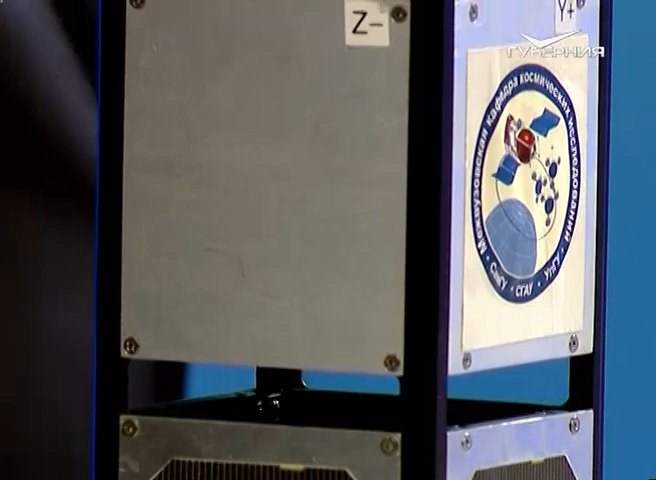 Z–
Y+
ГУБЕРНИЯ
Межвузовская кафедра космических исследований
СамГУ • СГАУ • УлГУ